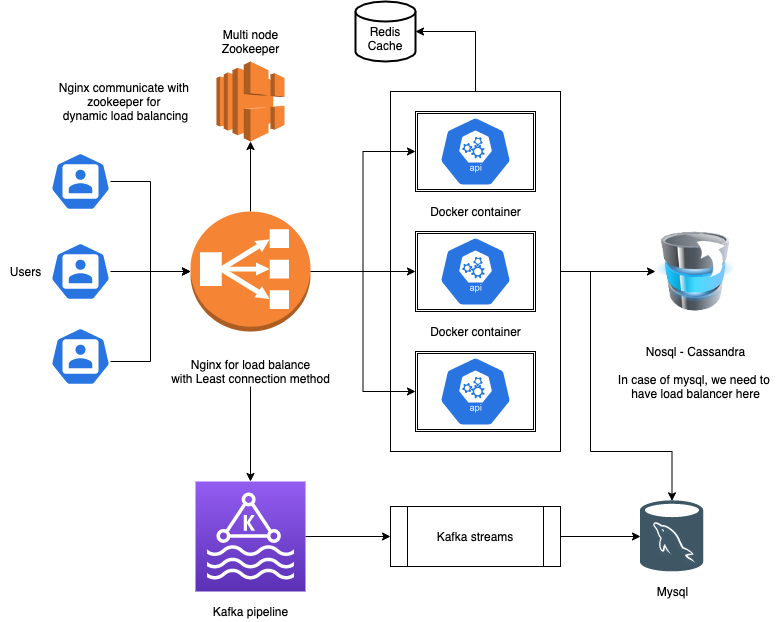 Redis
Cache
Multi node
Zookeeper
Nginx communicate with
zookeeper for
dynamic load balancing
api
Docker container
Users
api
Docker container
Nginx for load balance
with Least connection method
Nosql - Cassandra
In case of mysql, we need to
have load balancer here
api
K
Kafka streams
Mysql
Kafka pipeline